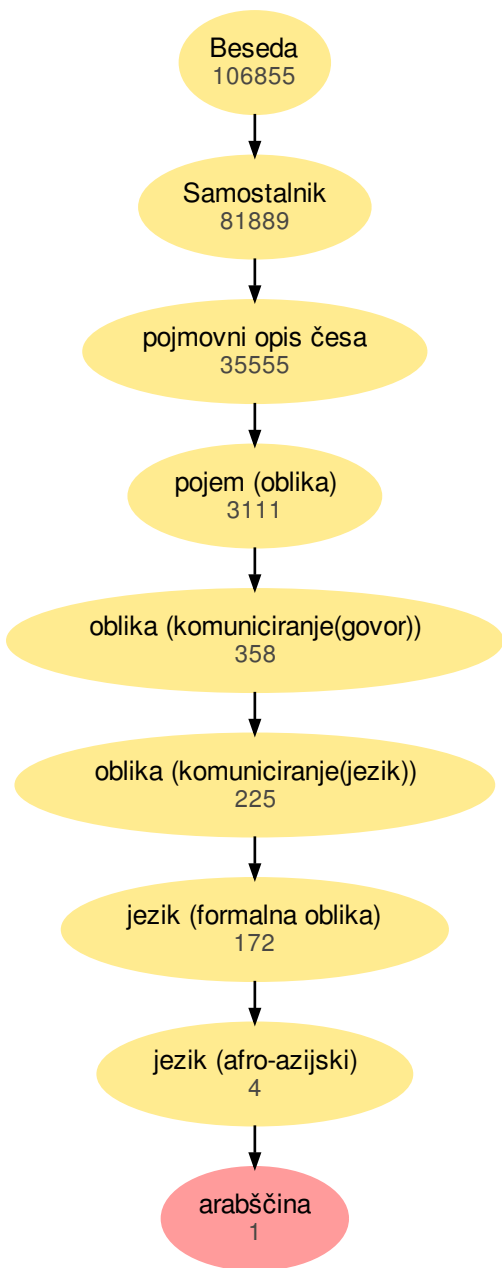 Beseda
106855
Samostalnik
81889
pojmovni opis česa
35555
pojem (oblika)
3111
oblika (komuniciranje(govor))
358
oblika (komuniciranje(jezik))
225
jezik (formalna oblika)
172
jezik (afro-azijski)
4
arabščina
1